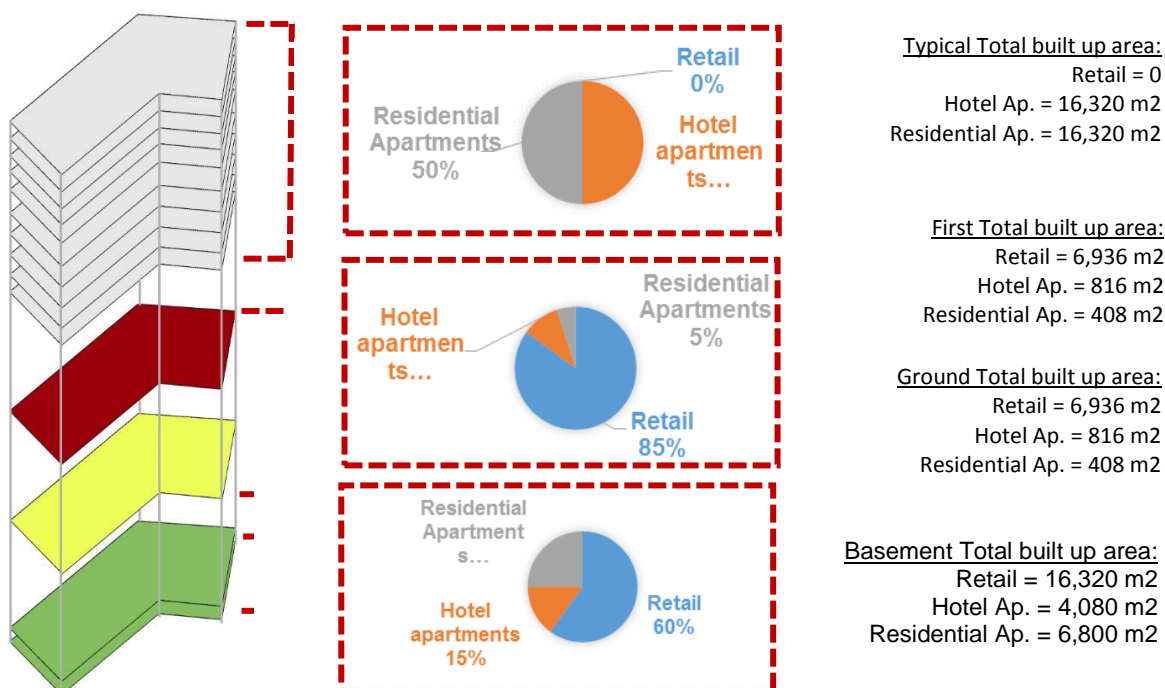 Retail
0%
Residential
Apartments
50%
Hotel
apartmen
ts...
Typical Total built up area:
Retail = 0
Hotel Ap. = 16,320 m2
Residential Ap. = 16,320 m2
Residential
Apartments
5%
Hotel
apartmen
ts...
Retail
85%
First Total built up area:
Retail = 6,936 m2
Hotel Ap. = 816 m2
Residential Ap. = 408 m2
Ground Total built up area:
Retail = 6,936 m2
Hotel Ap. = 816 m2
Residential Ap. = 408 m2
Residential
Apartment
s...
Hotel
apartments
15%
Retail
60%
Basement Total built up area:
Retail = 16,320 m2
Hotel Ap. = 4,080 m2
Residential Ap. = 6,800 m2